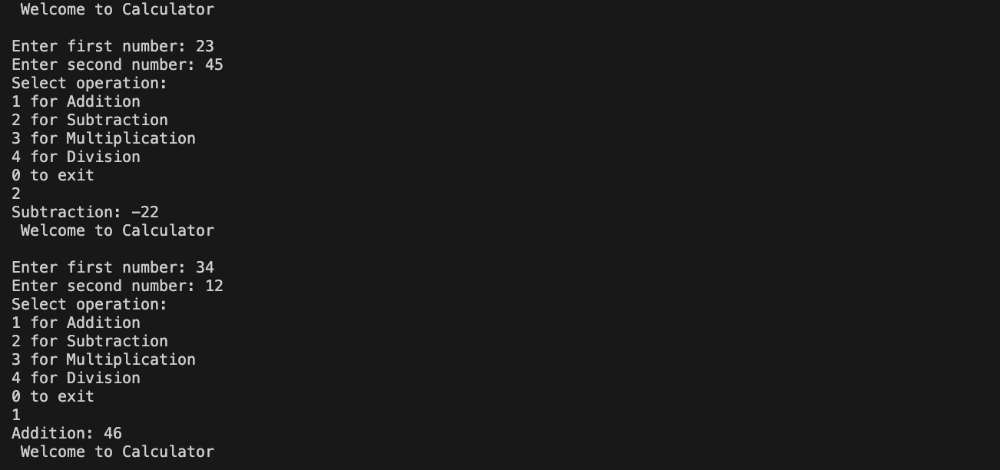 Welcome to Calculator
Enter first number: 23
Enter second number: 45
Select operation:
1 for Addition
2 for Subtraction
3 for Multiplication
4 for Division
0 to exit
2
Subtraction: -22
Welcome to Calculator
Enter first number: 34
Enter second number: 12
Select operation:
1 for Addition
2 for Subtraction
3 for Multiplication
4 for Division
0 to exit
1
Addition: 46
Welcome to Calculator